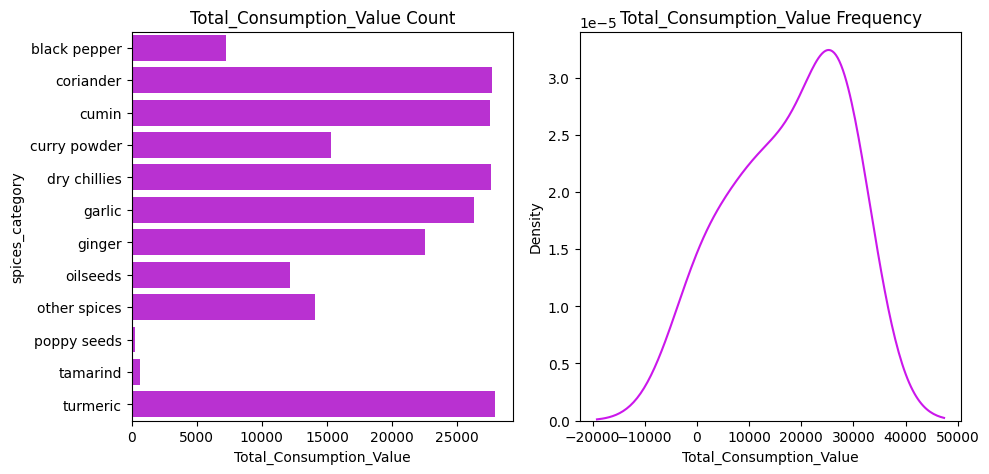 Total_Consumption_Value Count
spices_category
black pepper
coriander
cumin
curry powder
dry chillies
garlic
ginger
oilseeds
other spices
poppy seeds
tamarind
turmeric
0 5000 10000 15000 20000 25000
Total_Consumption_Value
Total_Consumption_Value Frequency
1e−5
Density
3.0
2.5
2.0
1.5
1.0
0.5
0.0
−20000 −10000 0 10000 20000 30000 40000 50000
Total_Consumption_Value